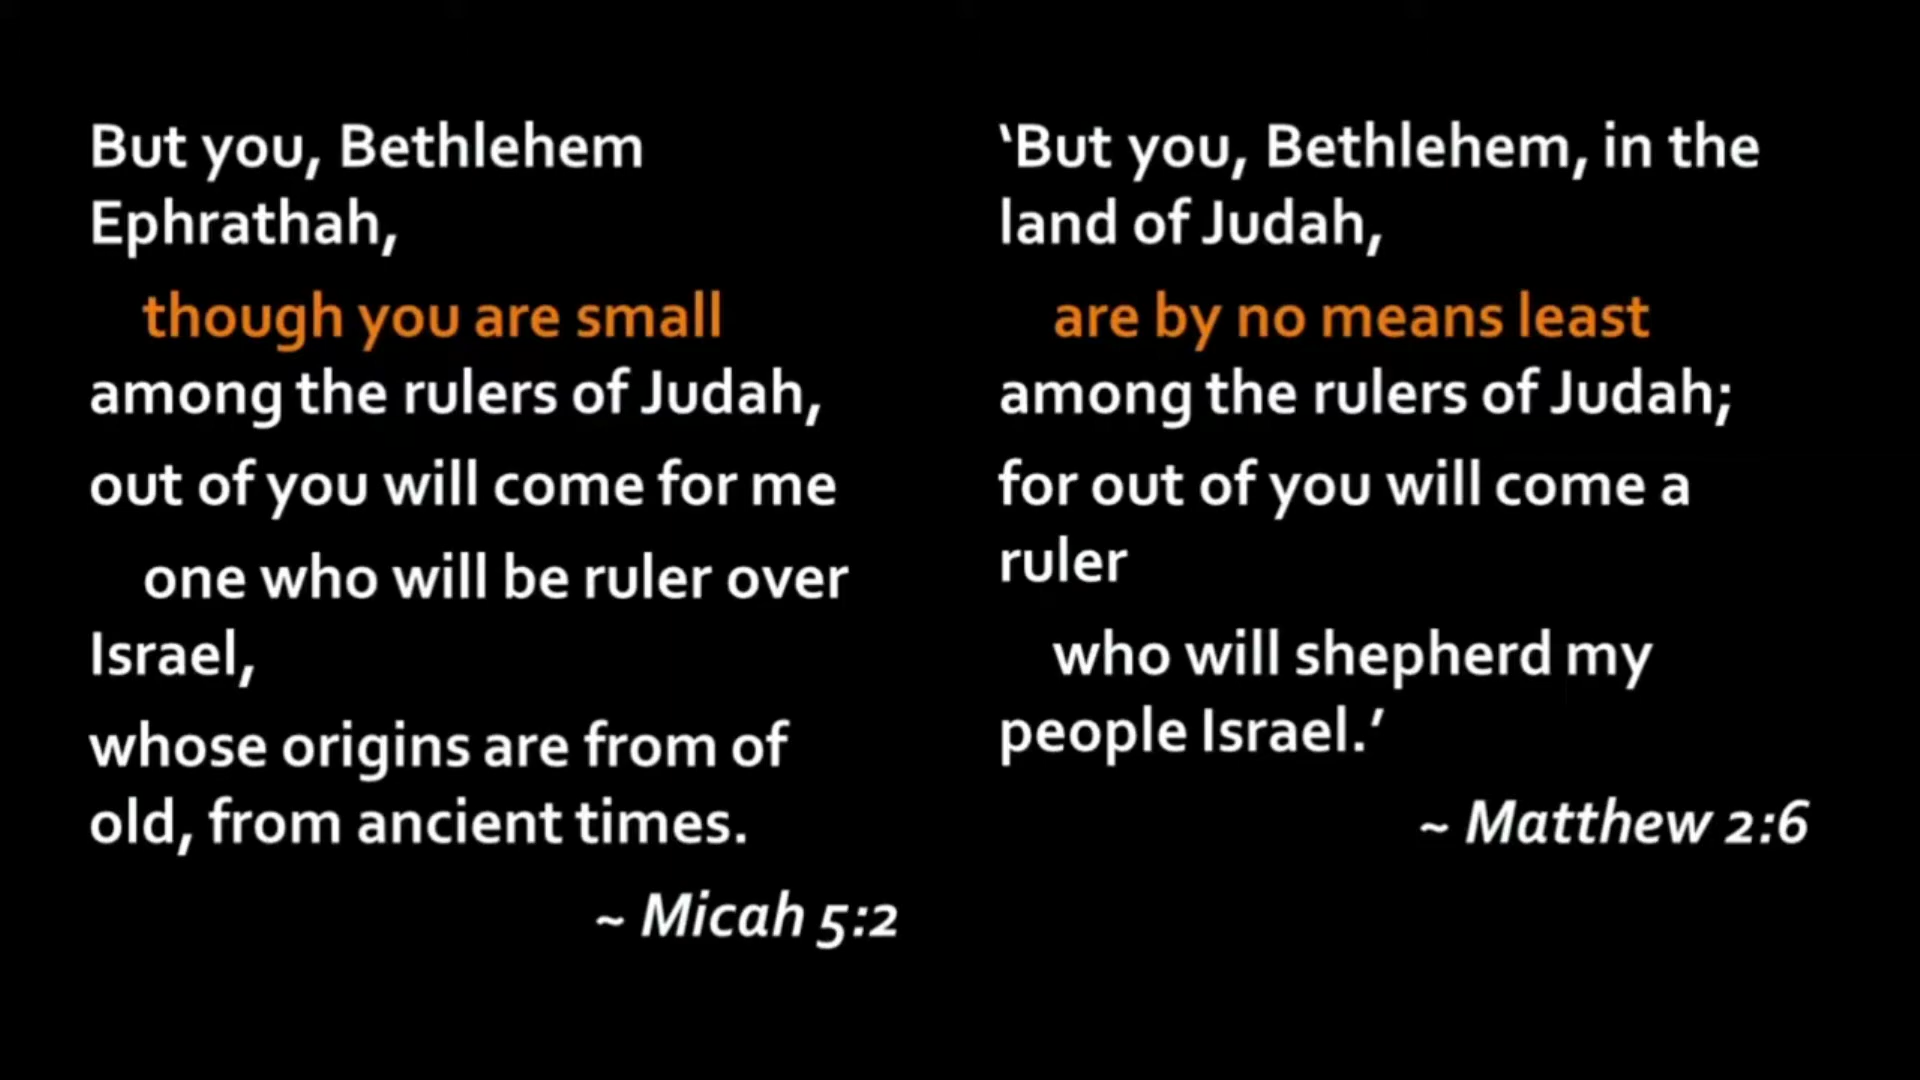 But you, Bethlehem
Ephrathah,
though you are small
among the rulers of Judah,
out of you will come for me
one who will be ruler over
Israel,
whose origins are from of
old, from ancient times.
~ Micah 5:2
‘But you, Bethlehem, in the
land of Judah,
are by no means least
among the rulers of Judah;
for out of you will come a
ruler
who will shepherd my
people Israel.’
~ Matthew 2:6